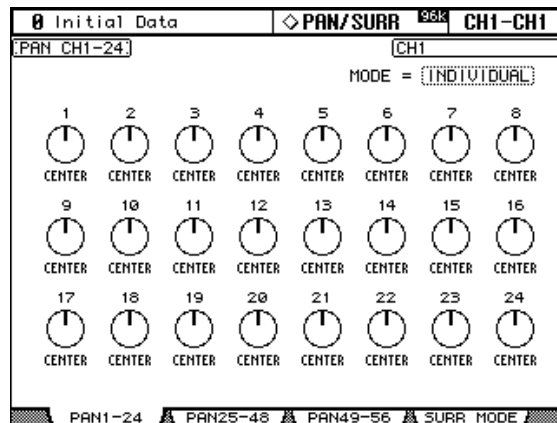 0 Initial Data ◇PAN/SURR 96k CH1-CH1
PAN CH1-24 CH1
MODE = INDIVIDUAL
1 2 3 4 5 6 7 8
CENTER CENTER CENTER CENTER CENTER CENTER CENTER CENTER
9 10 11 12 13 14 15 16
CENTER CENTER CENTER CENTER CENTER CENTER CENTER CENTER
17 18 19 20 21 22 23 24
CENTER CENTER CENTER CENTER CENTER CENTER CENTER CENTER
PAN1-24 PAN25-48 PAN49-56 SURR MODE